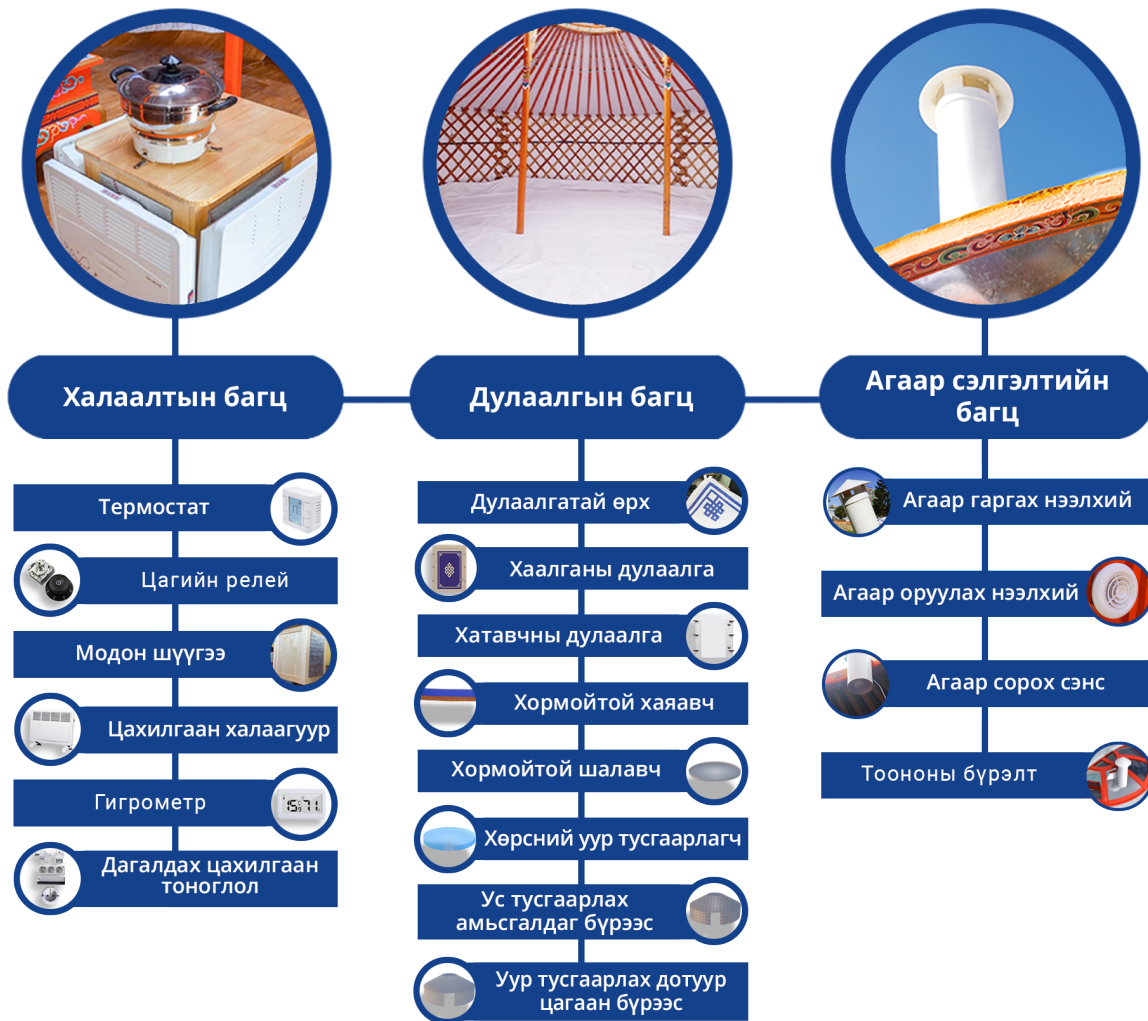 Халаалтын багц
Термостат
Цагийн релей
Модон шүүгээ
Цахилгаан халаагуур
Гигрометр
Дагалдах цахилгаан
тоноглол
Дулаалгын багц
Дулаалгатай өрх
Хаалганы дулаалга
Хатавчны дулаалга
Хормойтой хаяавч
Хормойтой шалавч
Хөрсний уур тусгаарлагч
Ус тусгаарлах
амьсгалдаг бүрээс
Уур тусгаарлах дотуур
цагаан бүрээс
Агаар сэлгэлтийн
багц
Агаар гаргах нээлхий
Агаар оруулах нээлхий
Агаар сорох сэнс
Тоононы бүрэлт